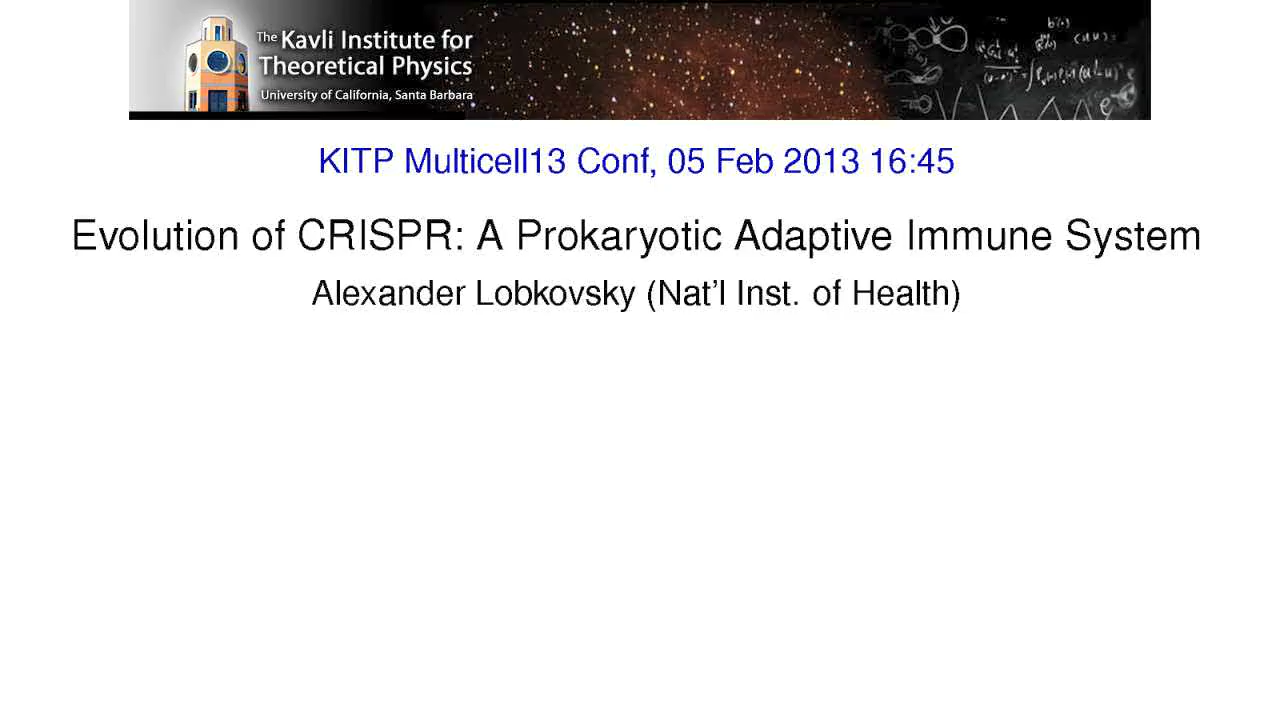 The Kavli Institute for
Theoretical Physics
University of California, Santa Barbara
KITP Multicell13 Conf, 05 Feb 2013 16:45
Evolution of CRISPR: A Prokaryotic Adaptive Immune System
Alexander Lobkovsky (Nat'l Inst. of Health)